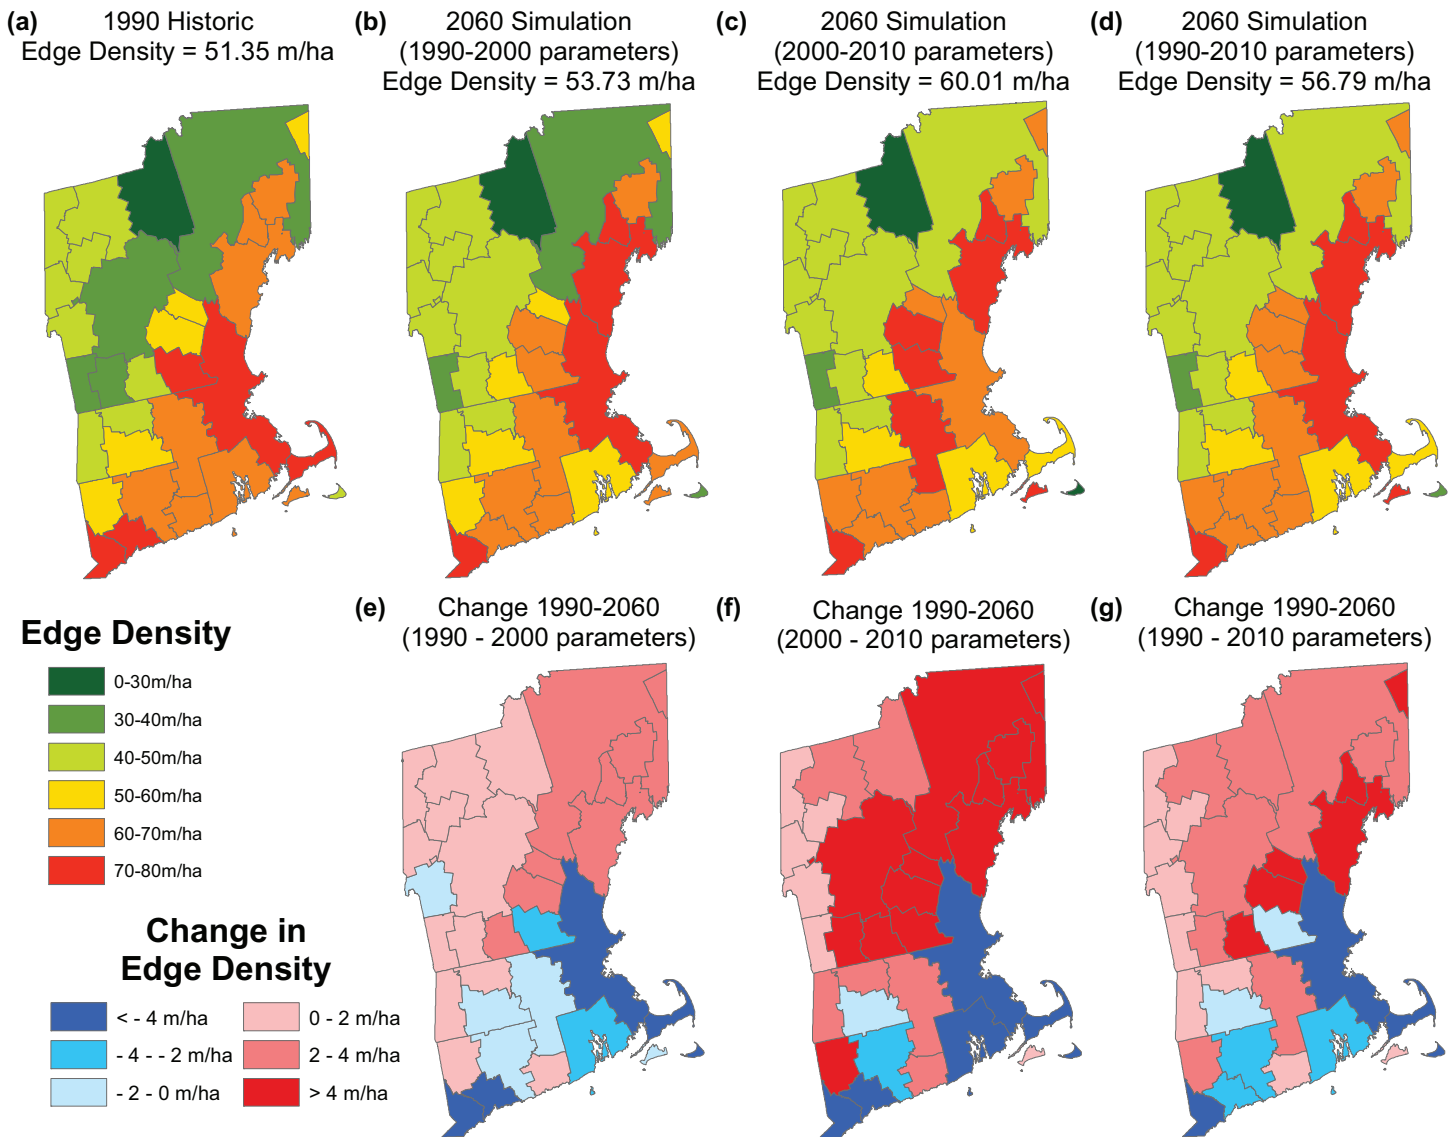 (a) 1990 Historic
Edge Density = 51.35 m/ha
(b) 2060 Simulation
(1990-2000 parameters)
Edge Density = 53.73 m/ha
(c) 2060 Simulation
(2000-2010 parameters)
Edge Density = 60.01 m/ha
(d) 2060 Simulation
(1990-2010 parameters)
Edge Density = 56.79 m/ha
Edge Density
0-30m/ha
30-40m/ha
40-50m/ha
50-60m/ha
60-70m/ha
70-80m/ha
Change in
Edge Density
< - 4 m/ha
- 4 - - 2 m/ha
- 2 - 0 m/ha
0 - 2 m/ha
2 - 4 m/ha
> 4 m/ha
(e) Change 1990-2060
(1990 - 2000 parameters)
(f) Change 1990-2060
(2000 - 2010 parameters)
(g) Change 1990-2060
(1990 - 2010 parameters)